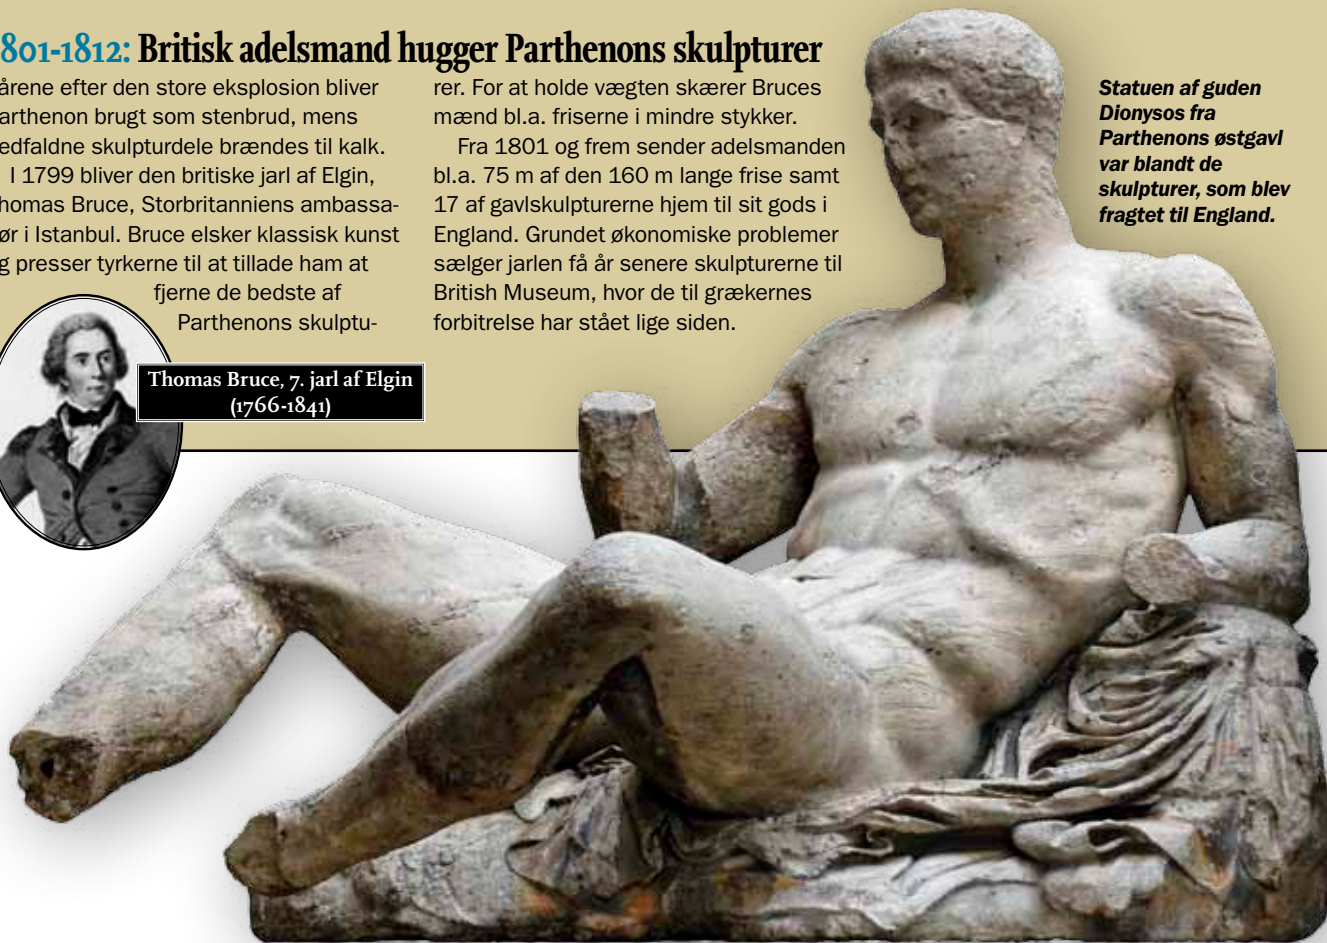 801-1812: Britisk adelsmand hugger Parthenons skulpturer
årene efter den store eksplosion bliver
arthenon brugt som stenbrud, mens
edfaldne skulpturdele brændes til kalk.
I 1799 bliver den britiske jarl af Elgin,
homas Bruce, Storbritanniens ambassa-
ør i Istanbul. Bruce elsker klassisk kunst
g presser tyrkerne til at tillade ham at
fjerne de bedste af
Parthenons skulptu-
rer. For at holde vægten skærer Bruces
mænd bl.a. friserne i mindre stykker.
Fra 1801 og frem sender adelsmanden
bl.a. 75 m af den 160 m lange frise samt
17 af gavlskulpturerne hjem til sit gods i
England. Grundet økonomiske problemer
sælger jarlen få år senere skulpturerne til
British Museum, hvor de til grækernes
forbitrelse har stået lige siden.
Thomas Bruce, 7. jarl af Elgin
(1766-1841)
Statuen af guden
Dionysos fra
Parthenons østgavl
var blandt de
skulpturer, som blev
fragtet til England.